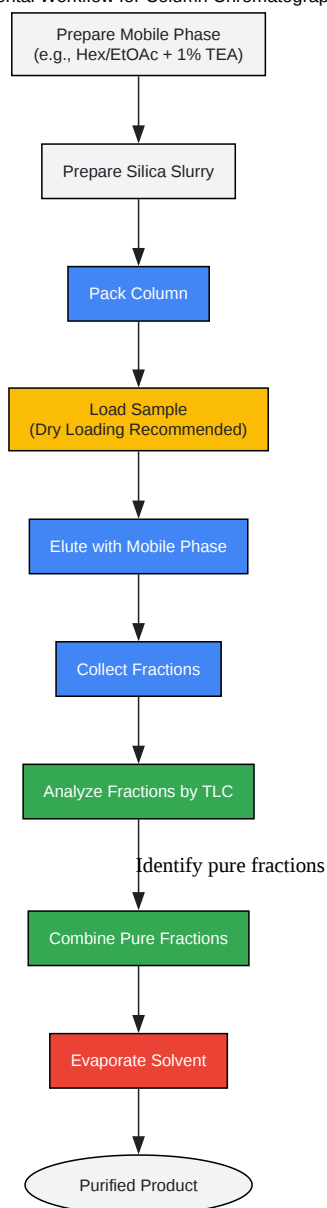 ental Workflow for Column Chromatograp
Prepare Mobile Phase
(e.g., Hex/EtOAc + 1% TEA)
Prepare Silica Slurry
Pack Column
Load Sample
(Dry Loading Recommended)
Elute with Mobile Phase
Collect Fractions
Analyze Fractions by TLC
Identify pure fractions
Combine Pure Fractions
Evaporate Solvent
Purified Product